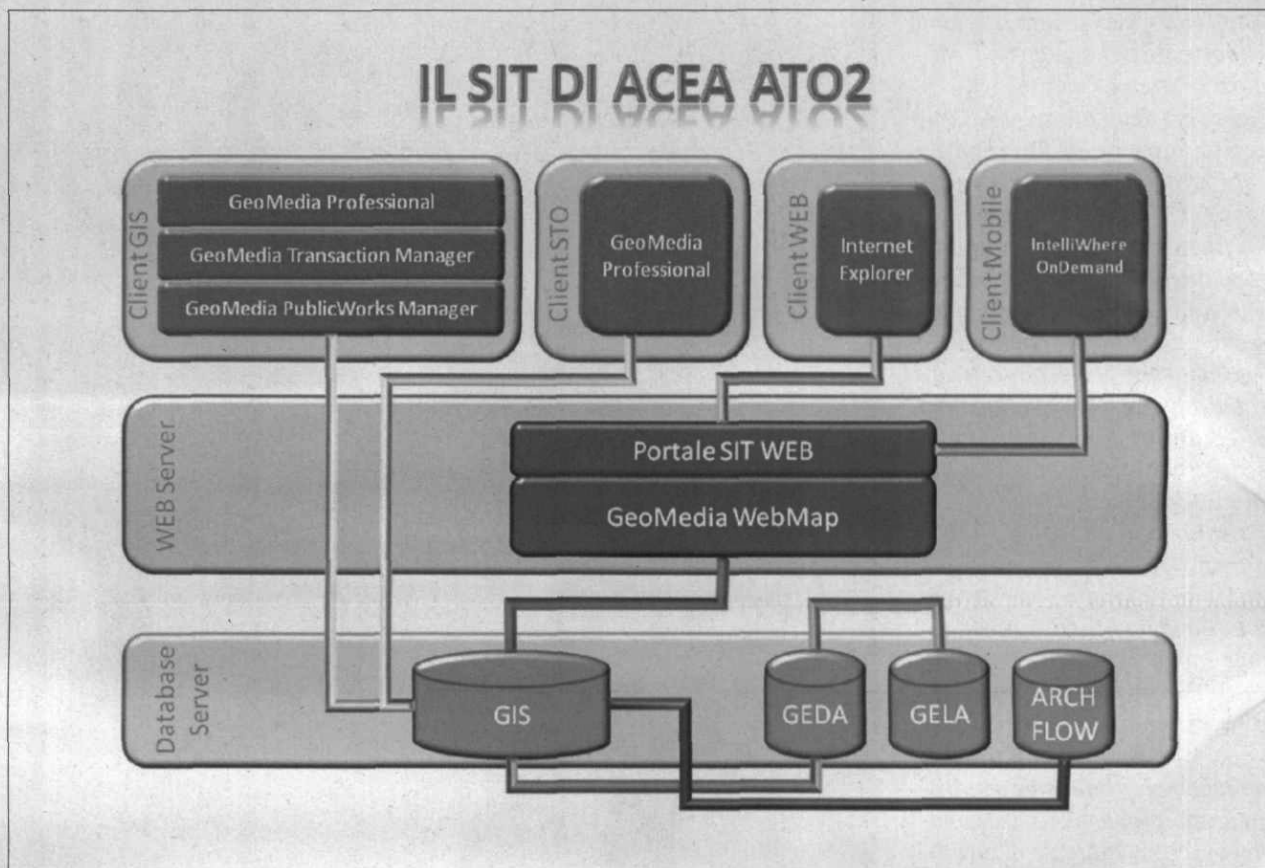 IL SIT DI ACEA ATO2
Client GIS
GeoMedia Professional
GeoMedia Transaction Manager
GeoMedia PublicWorks Manager
Client STO
GeoMedia
Professional
Client WEB
Internet
Explorer
Client Mobile
IntelliWhere
OnDemand
WEB Server
Portale SIT WEB
GeoMedia WebMap
Database
Server
GIS
GEDA
GELA
ARCH
FLOW